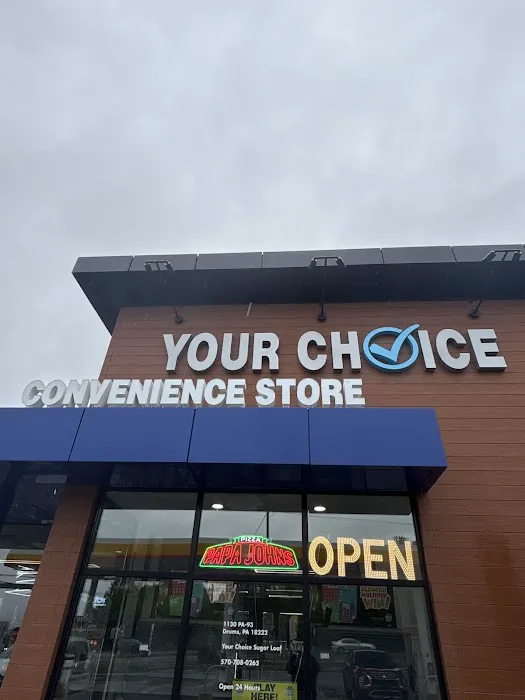 YOUR CHOICE
CONVENIENCE STORE
PIZZA
PAPA JOHNS
OPEN
1130 PA-93
Drums, PA 18222
Your Choice Sugar Loaf
570-708-0265
Open 24 Hours
PLAY
HERE!